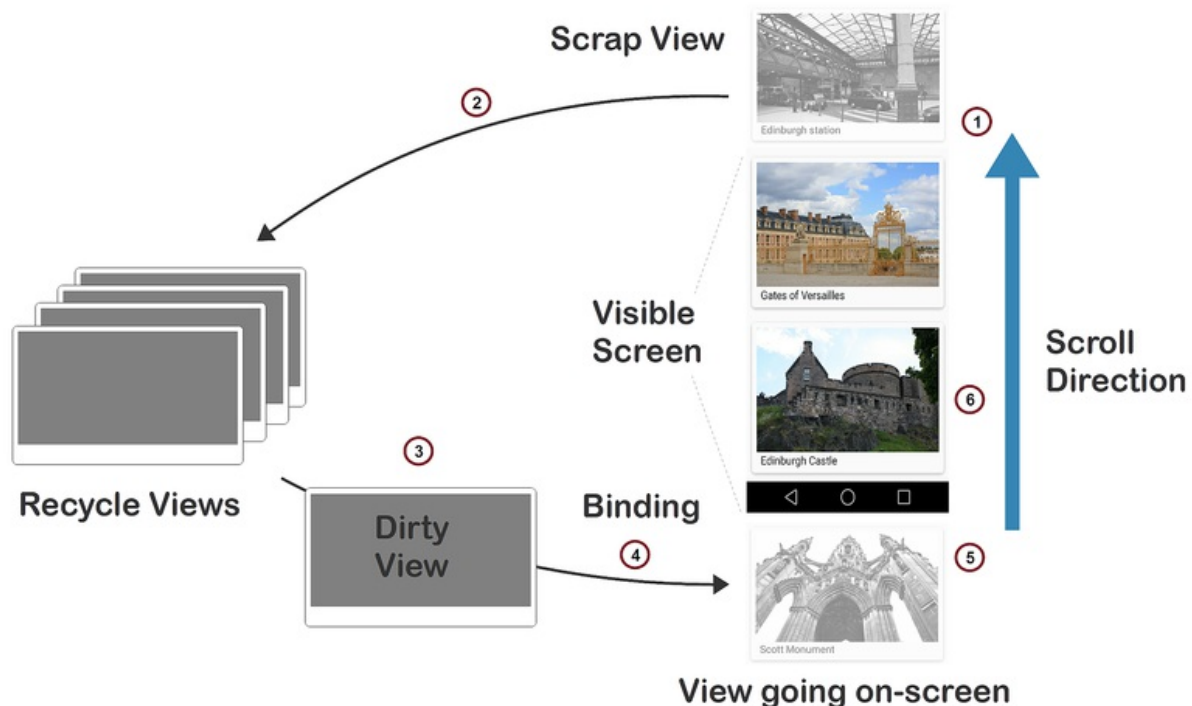 Scrap View
Edinburgh station
1
2
Gates of Versailles
Visible
Screen
Scroll
Direction
Edinburgh Castle
6
Recycle Views
3
Dirty
View
Binding
4
5
Scott Monument
View going on-screen